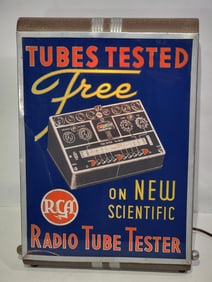 TUBES TESTED
Free
ON NEW
SCIENTIFIC
RCA
RADIO TUBE TESTER